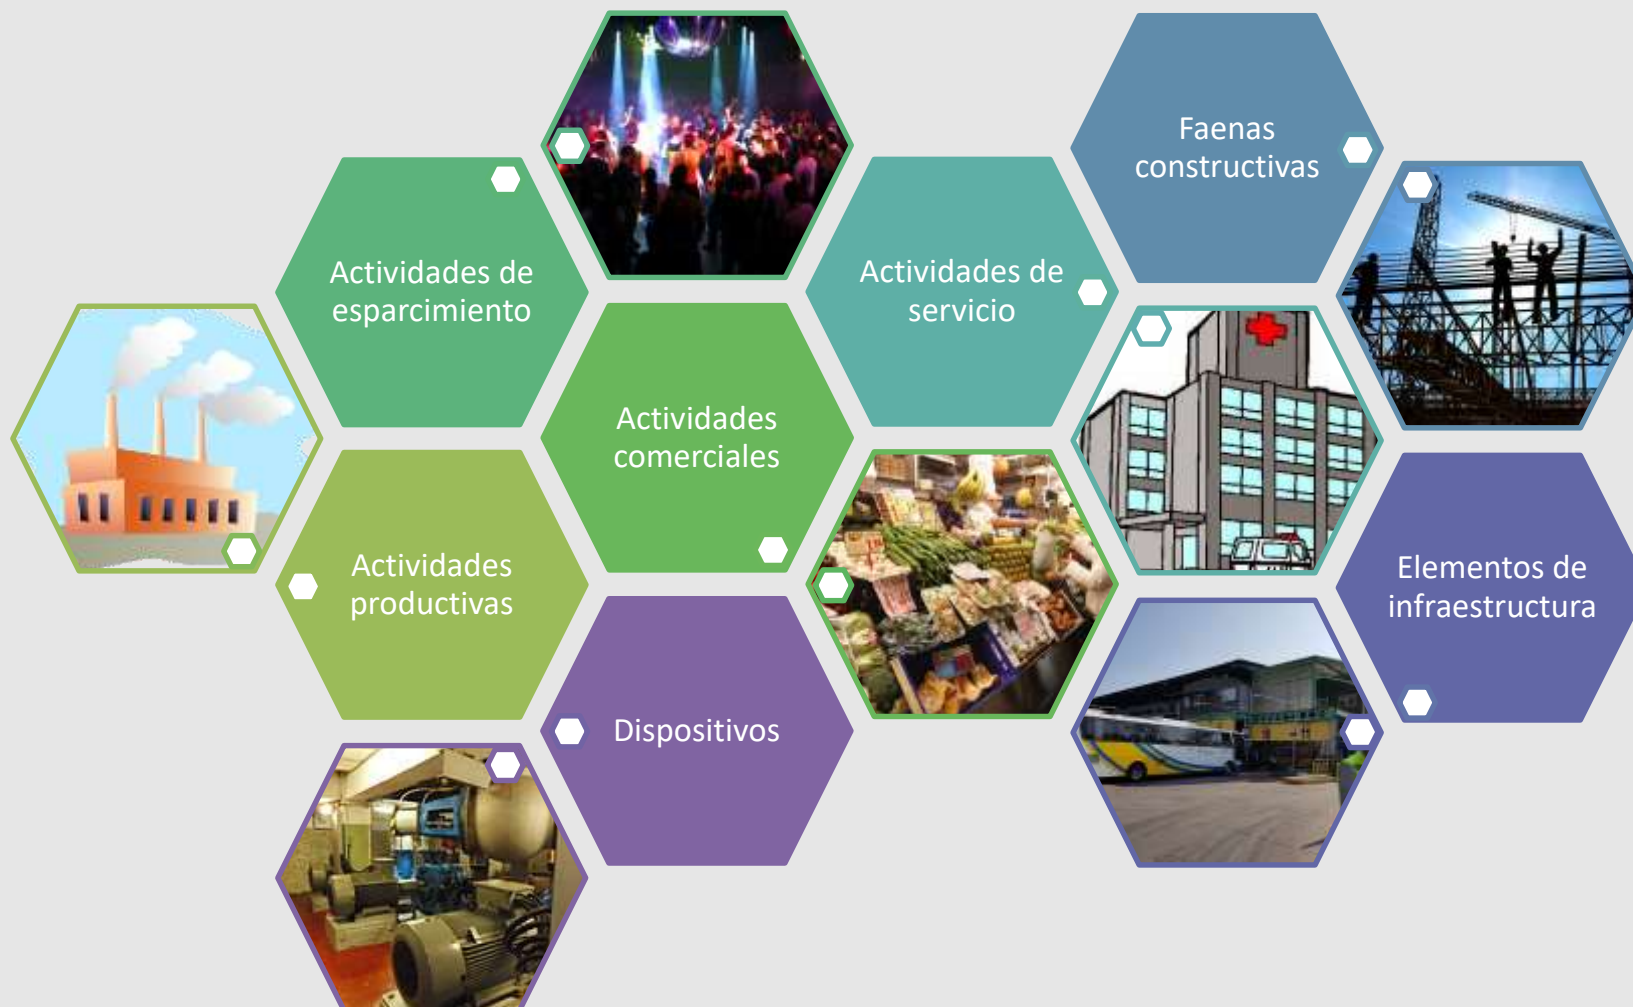 Faenas
constructivas
Actividades de
esparcimiento
Actividades de
servicio
Actividades
comerciales
Actividades
productivas
Elementos de
infraestructura
Dispositivos